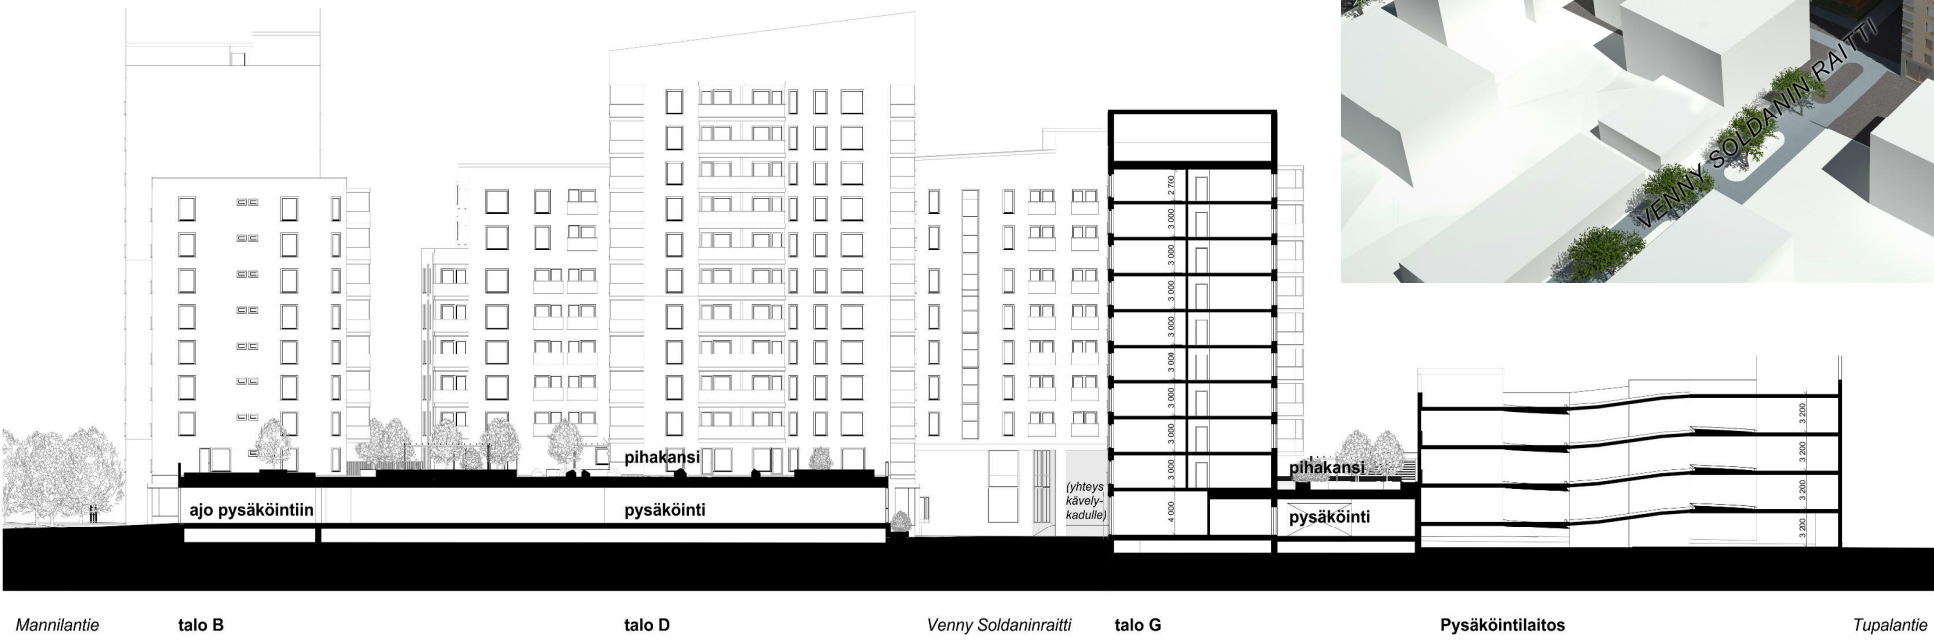 VENNY SOLDANIN RAITTI
2 700
3 000
3 000
3 000
3 000
3 000
3 000
3 000
3 000
4 000
3 200
3 200
3 200
3 200
pihakansi
pihakansi
(yhteys
kävely-
kadulle)
ajo pysäköintiin
pysäköinti
pysäköinti
Mannilantie
talo B
talo D
Venny Soldaninraitti
talo G
Pysäköintilaitos
Tupalantie